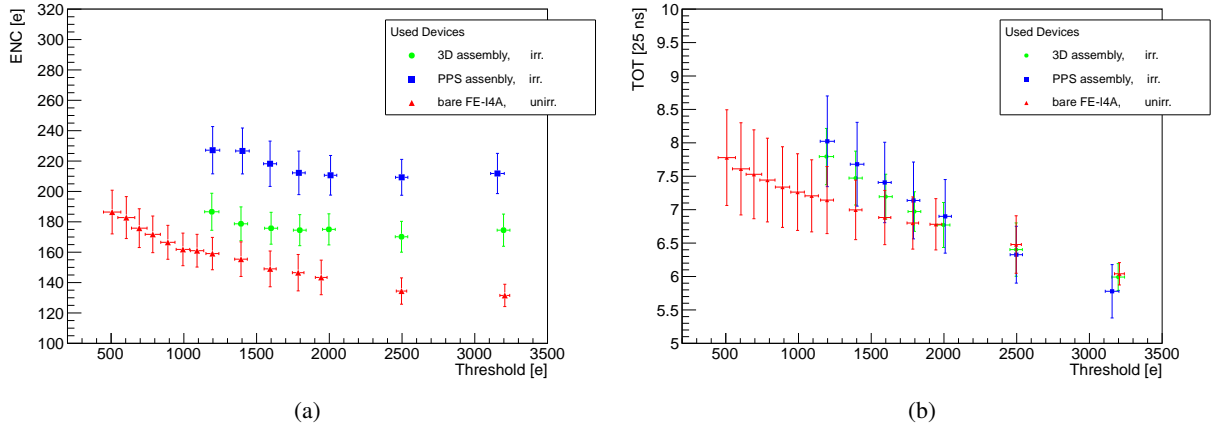 ENC [e]
320
300
280
260
240
220
200
180
160
140
120
100
500 1000 1500 2000 2500 3000 3500
Threshold [e]
Used Devices
3D assembly, irr.
PPS assenbly, irr.
bare FE-I4A, unirr.
(a)
TOT [25 ns]
10
9.5
9
8.5
8
7.5
7
6.5
6
5.5
5
500 1000 1500 2000 2500 3000 3500
Threshold [e]
Used Devices
3D assembly, irr.
PPS assembly, irr.
bare FE-I4A, unirr.
(b)